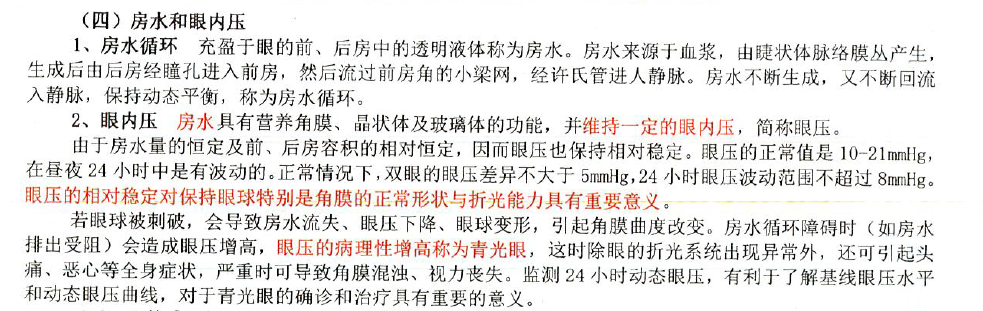 （四）房水和眼内压
1、房水循环　充盈于眼的前、后房中的透明液体称为房水。房水来源于血浆，由睫状体脉络膜丛产生，
生成后由后房经瞳孔进入前房，然后流过前房角的小梁网，经许氏管进人静脉。房水不断生成，又不断回流
入静脉，保持动态平衡，称为房水循环。
2、眼内压　房水具有营养角膜、晶状体及玻璃体的功能，并维持一定的眼内压，简称眼压。
由于房水量的恒定及前、后房容积的相对恒定，因而眼压也保持相对稳定。眼压的正常值是 10-21mmHg，
在昼夜 24 小时中是有波动的。正常情况下，双眼的眼压差异不大于 5mmHg,24 小时眼压波动范围不超过 8mmHg。
眼压的相对稳定对保持眼球特别是角膜的正常形状与折光能力具有重要意义。
若眼球被刺破，会导致房水流失、眼压下降、眼球变形，引起角膜曲度改变。房水循环障碍时（如房水
排出受阻）会造成眼压增高，眼压的病理性增高称为青光眼，这时除眼的折光系统出现异常外，还可引起头
痛、恶心等全身症状，严重时可导致角膜混浊、视力丧失。监测 24 小时动态眼压，有利于了解基线眼压水平
和动态眼压曲线，对于青光眼的确诊和治疗具有重要的意义。